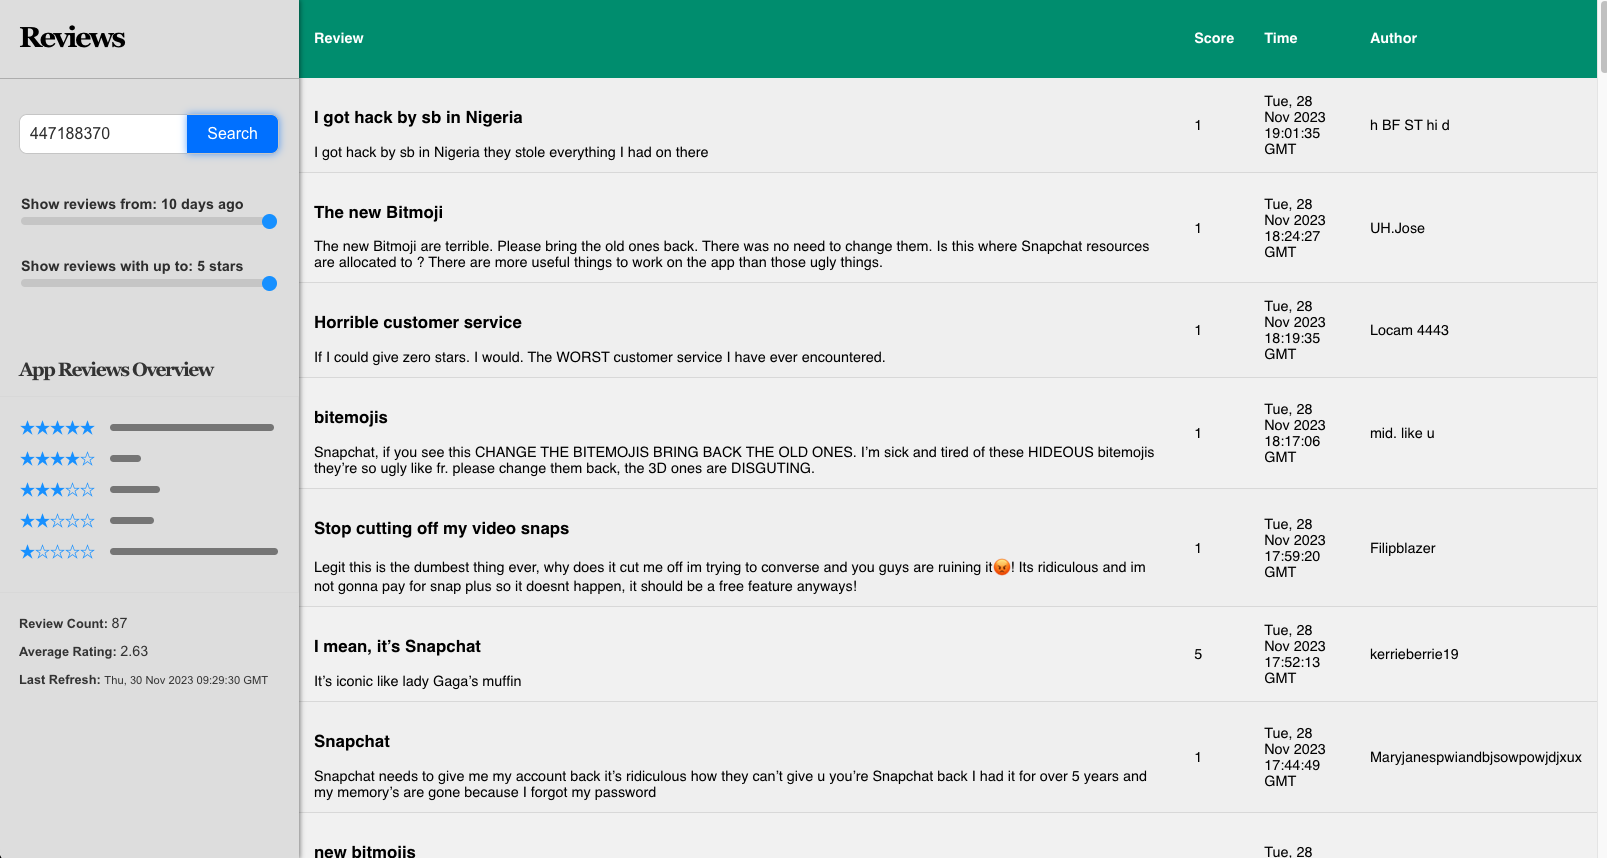 Reviews
447188370
Search
Show reviews from: 10 days ago
Show reviews with up to: 5 stars
App Reviews Overview
★★★★★
★★★★☆
★★★☆☆
★★☆☆☆
★☆☆☆☆
Review Count: 87
Average Rating: 2.63
Last Refresh: Thu, 30 Nov 2023 09:29:30 GMT
Review Score Time Author
I got hack by sb in Nigeria
I got hack by sb in Nigeria they stole everything I had on there
1
Tue, 28
Nov 2023
19:01:35
GMT
h BF ST hi d
The new Bitmoji
The new Bitmoji are terrible. Please bring the old ones back. There was no need to change them. Is this where Snapchat resources
are allocated to ? There are more useful things to work on the app than those ugly things.
1
Tue, 28
Nov 2023
18:24:27
GMT
UH.Jose
Horrible customer service
If I could give zero stars. I would. The WORST customer service I have ever encountered.
1
Tue, 28
Nov 2023
18:19:35
GMT
Locam 4443
bitemojis
Snapchat, if you see this CHANGE THE BITEMOJIS BRING BACK THE OLD ONES. I’m sick and tired of these HIDEOUS bitemojis
they’re so ugly like fr. please change them back, the 3D ones are DISGUTING.
1
Tue, 28
Nov 2023
18:17:06
GMT
mid. like u
Stop cutting off my video snaps
Legit this is the dumbest thing ever, why does it cut me off im trying to converse and you guys are ruining it😡! Its ridiculous and im
not gonna pay for snap plus so it doesnt happen, it should be a free feature anyways!
1
Tue, 28
Nov 2023
17:59:20
GMT
Filipblazer
I mean, it’s Snapchat
It’s iconic like lady Gaga’s muffin
5
Tue, 28
Nov 2023
17:52:13
GMT
kerrieberrie19
Snapchat
Snapchat needs to give me my account back it’s ridiculous how they can’t give u you’re Snapchat back I had it for over 5 years and
my memory’s are gone because I forgot my password
1
Tue, 28
Nov 2023
17:44:49
GMT
Maryjanespwiandbjsowpowjdjxux
new bitmojis
Tue, 28